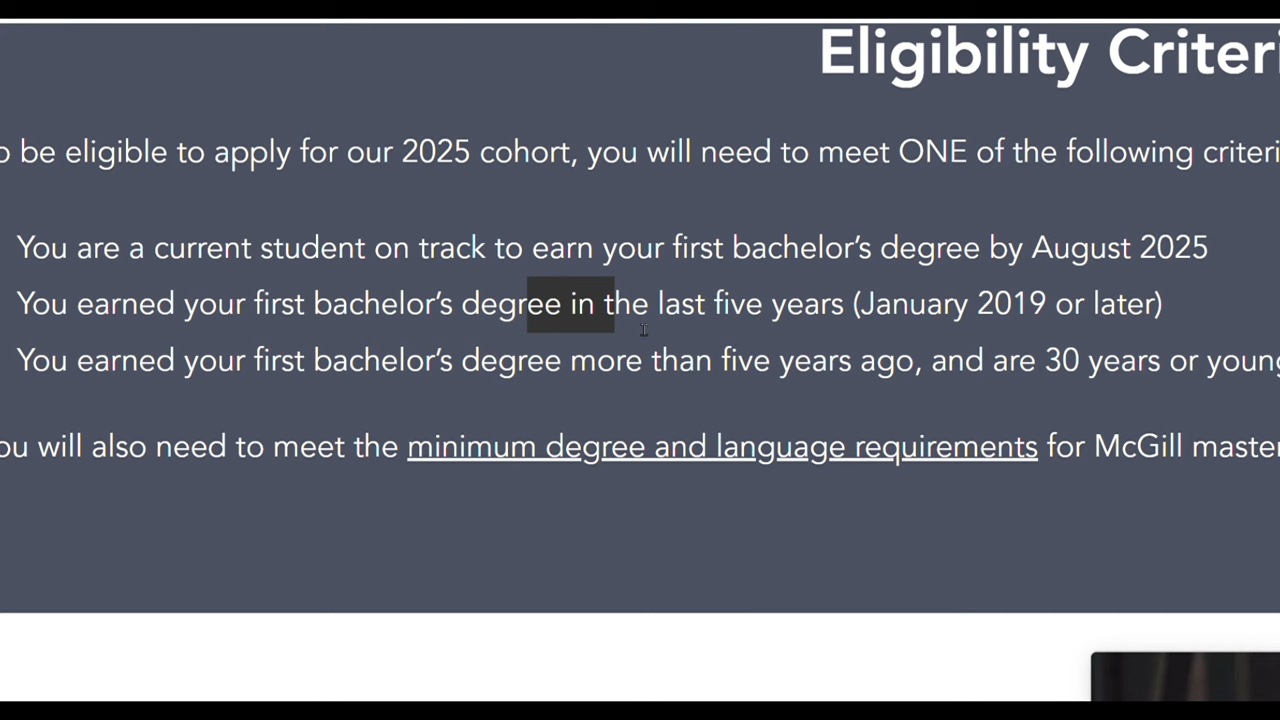 Eligibility Criteri
o be eligible to apply for our 2025 cohort, you will need to meet ONE of the following criteri
You are a current student on track to earn your first bachelor's degree by August 2025
You earned your first bachelor's degree in the last five years (January 2019 or later)
You earned your first bachelor's degree more than five years ago, and are 30 years or young
ou will also need to meet the minimum degree and language requirements for McGill master